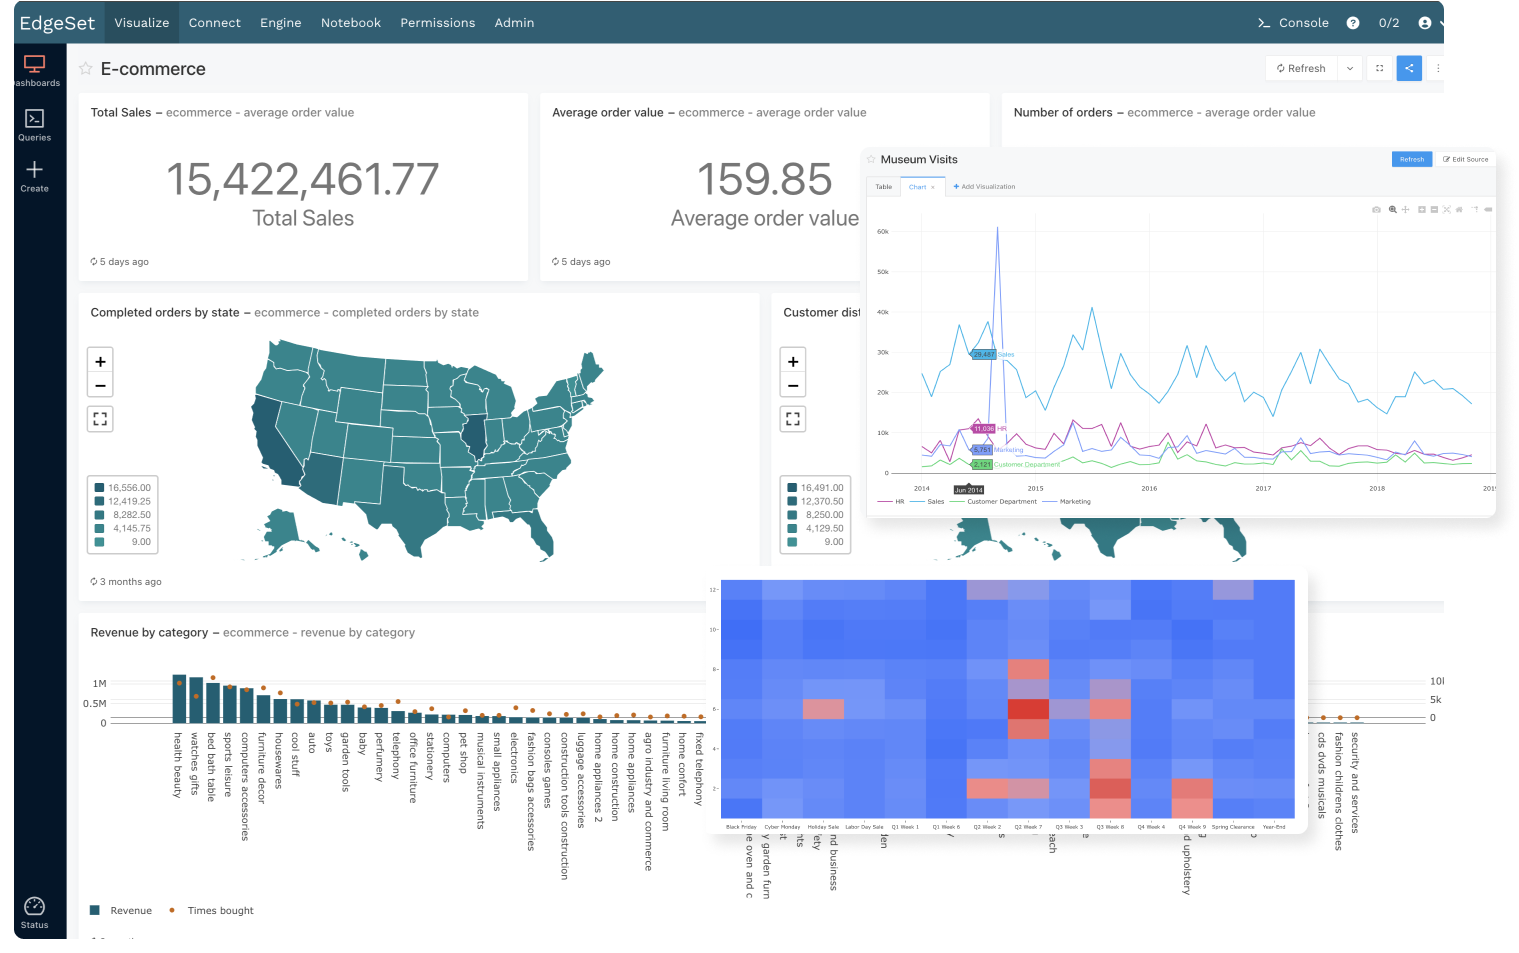 EdgeSet Visualize Connect Engine Notebook Permissions Admin Console 0/2
Dashboards
Queries
Create
Status
E-commerce Refresh
Total Sales – ecommerce - average order value
15,422,461.77
Total Sales
5 days ago
Average order value – ecommerce - average order value
159.85
Average order value
5 days ago
Number of orders – ecommerce - average order value
Museum Visits Refresh Edit Source
Table Chart × + Add Visualization
60k
50k
40k
30k
20k
10k
0
29,487 Sales
11,036 HR
5,751 Marketing
2,121 Customer Department
2014 Jun 2014 2015 2016 2017 2018 201
HR Sales Customer Department Marketing
Completed orders by state – ecommerce - completed orders by state
+
−
16,556.00
12,419.25
8,282.50
4,145.75
9.00
3 months ago
Customer dist
+
−
16,491.00
12,370.50
8,250.00
4,129.50
9.00
12
10
8
6
4
2
Black Friday Cyber Monday Holiday Sale Labor Day Sale Q1 Week 1 Q1 Week 6 Q2 Week 2 Q2 Week 7 Q3 Week 3 Q3 Week 8 Q4 Week 4 Q4 Week 9 Spring Clearance Year-End
Revenue by category – ecommerce - revenue by category
1M
0.5M
0
10k
5k
0
health beauty
watches gifts
bed bath table
sports leisure
computers accessories
furniture decor
housewares
cool stuff
auto
toys
garden tools
baby
perfumery
telephony
office furniture
stationery
computers
pet shop
musical instruments
small appliances
electronics
fashion bags accessories
consoles games
construction tools construction
luggage accessories
home appliances 2
home construction
home appliances
agro industry and commerce
furniture living room
home confort
fixed telephony
e oven and c
y garden furn
nd business
each
d upholstery
cds dvds musicals
fashion childrens clothes
security and services
Revenue Times bought